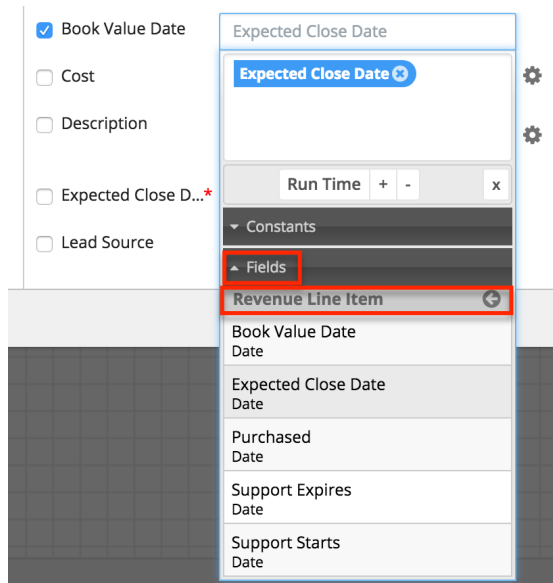 Book Value Date
Expected Close Date
Cost
Expected Close Date
Description
Run Time + - x
Expected Close D...*
Constants
Lead Source
Fields
Revenue Line Item
Book Value Date
Date
Expected Close Date
Date
Purchased
Date
Support Expires
Date
Support Starts
Date